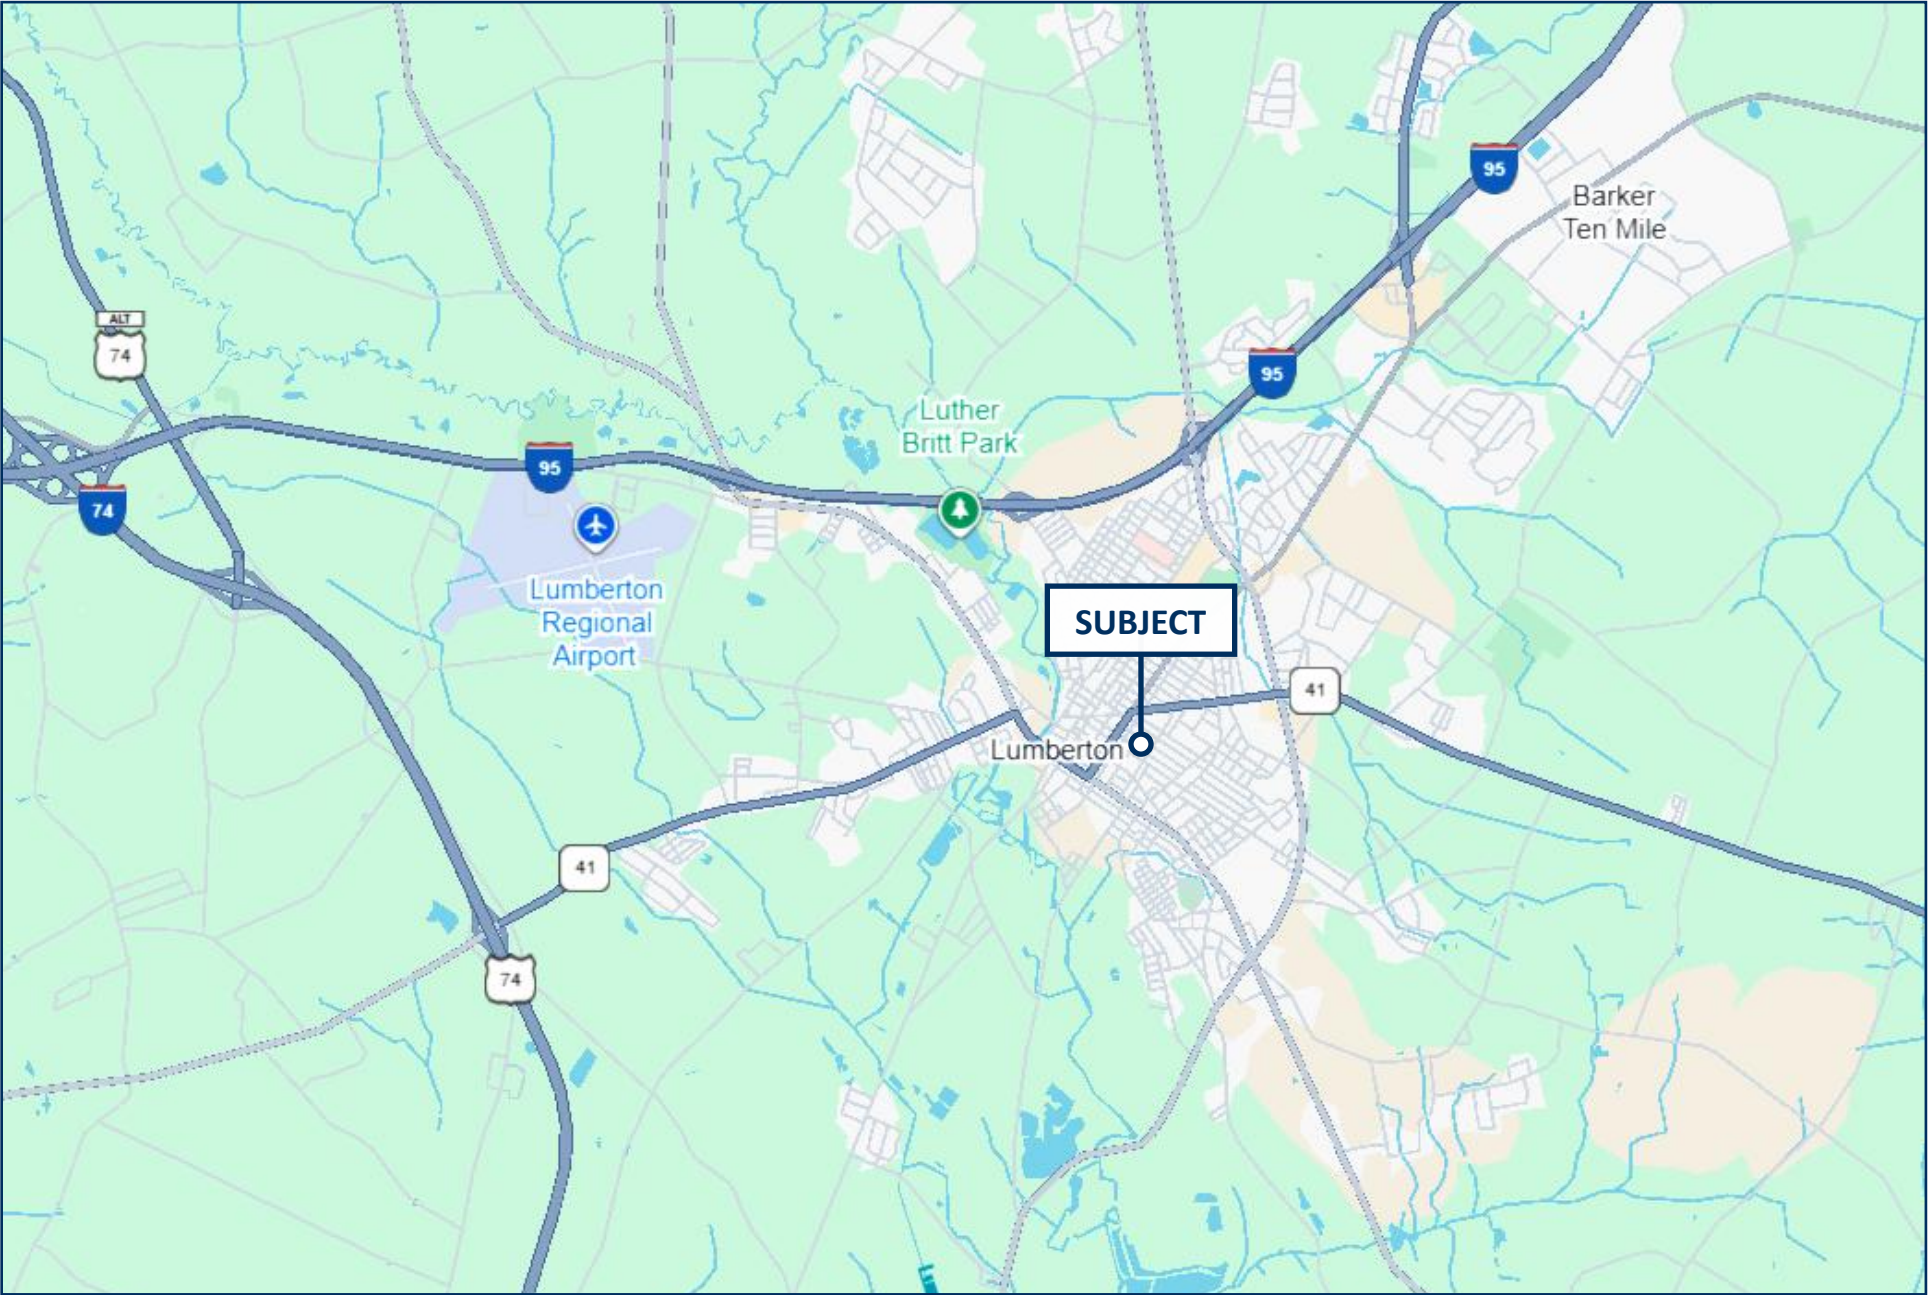 95
Barker
Ten Mile
ALT
74
95
Luther
Britt Park
95
74
Lumberton
Regional
Airport
SUBJECT
41
Lumberton
41
74